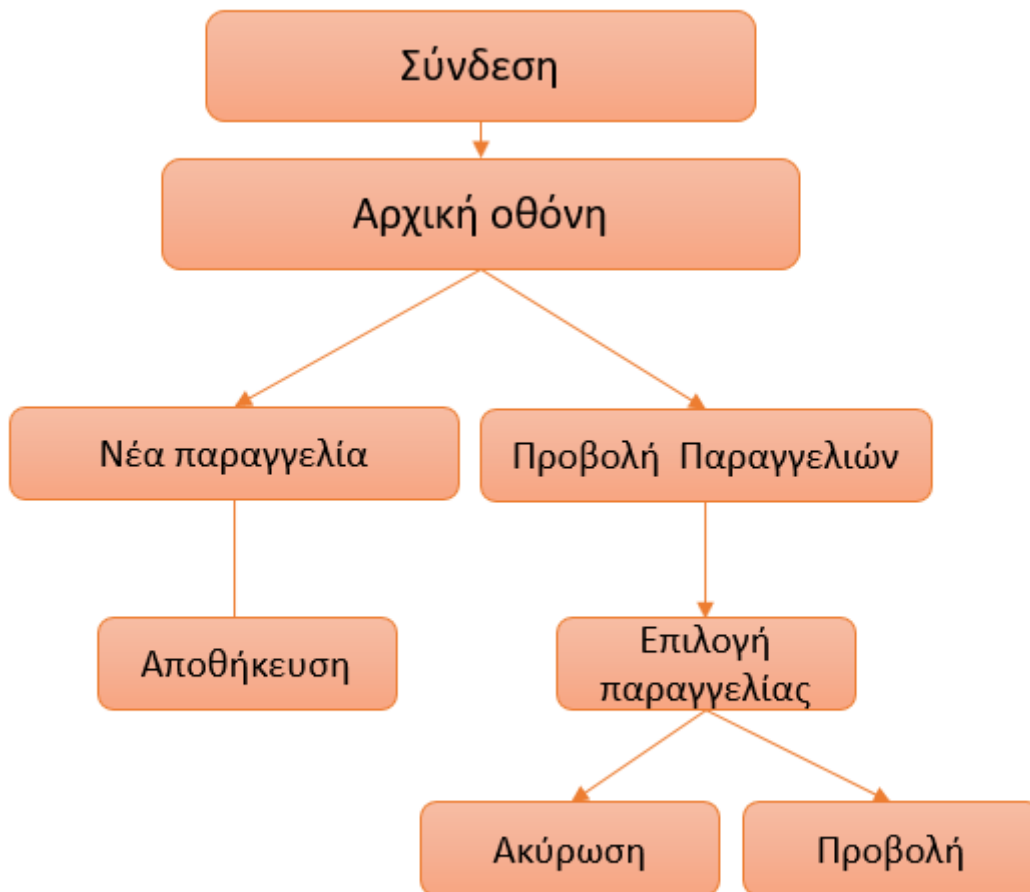 Σύνδεση
Αρχική οθόνη
Νέα παραγγελία
Προβολή Παραγγελιών
Αποθήκευση
Επιλογή
παραγγελίας
Ακύρωση
Προβολή